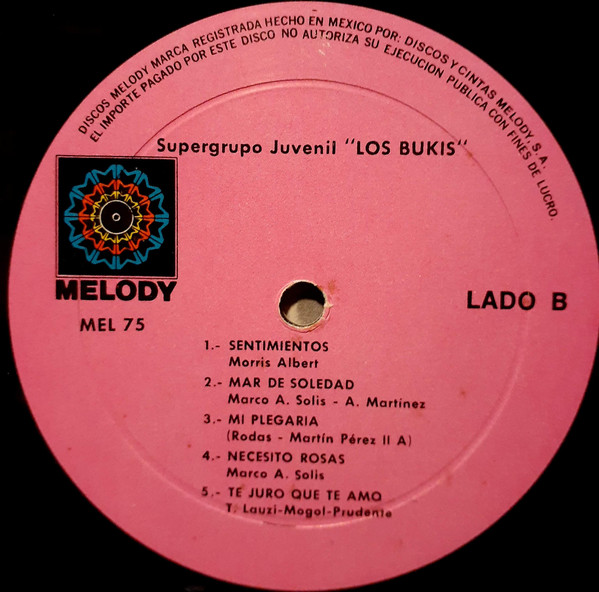 DISCOS MELODY MARCA REGISTRADA HECHO EN MEXICO POR: DISCOS Y CINTAS MELODY, S.A.
EL IMPORTE PAGADO POR ESTE DISCO NO AUTORIZA SU EJECUCION PUBLICA CON FINES DE LUCRO.
Supergrupo Juvenil "LOS BUKIS"
MELODY
MEL 75
LADO B
1.- SENTIMIENTOS
Morris Albert
2.- MAR DE SOLEDAD
Marco A. Solis - A. Martínez
3.- MI PLEGARIA
(Rodas - Martín Pérez II A)
4.- NECESITO ROSAS
Marco A. Solis
5.- TE JURO QUE TE AMO
T. Lauzi-Mogol-Prudente